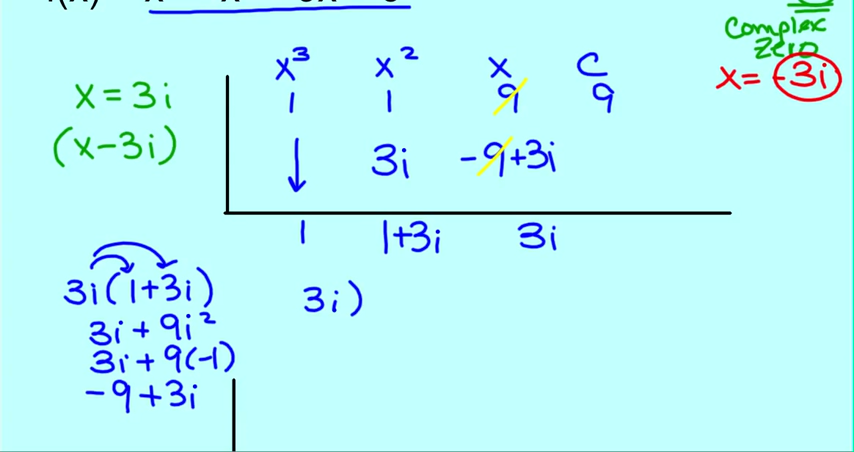 Complex
Zero
x = -3i
x³ x² x C
x = 3i
1 1 9 9
(x-3i)
3i -9+3i
1 1+3i 3i
3i(1+3i)
3i)
3i + 9i²
3i + 9(-1)
-9+3i